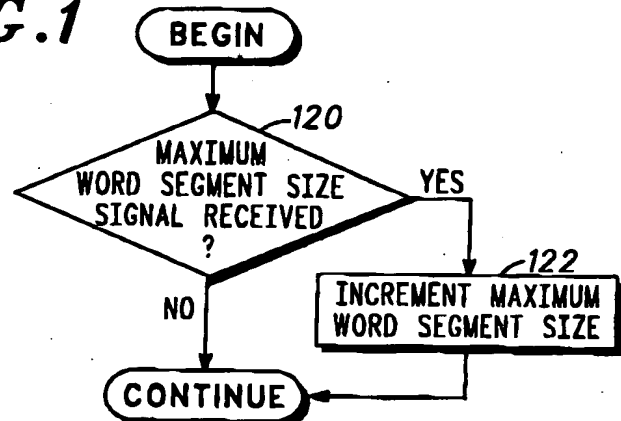 G.1
BEGIN
120
MAXIMUM
WORD SEGMENT SIZE
SIGNAL RECEIVED
?
YES
NO
122
INCREMENT MAXIMUM
WORD SEGMENT SIZE
CONTINUE